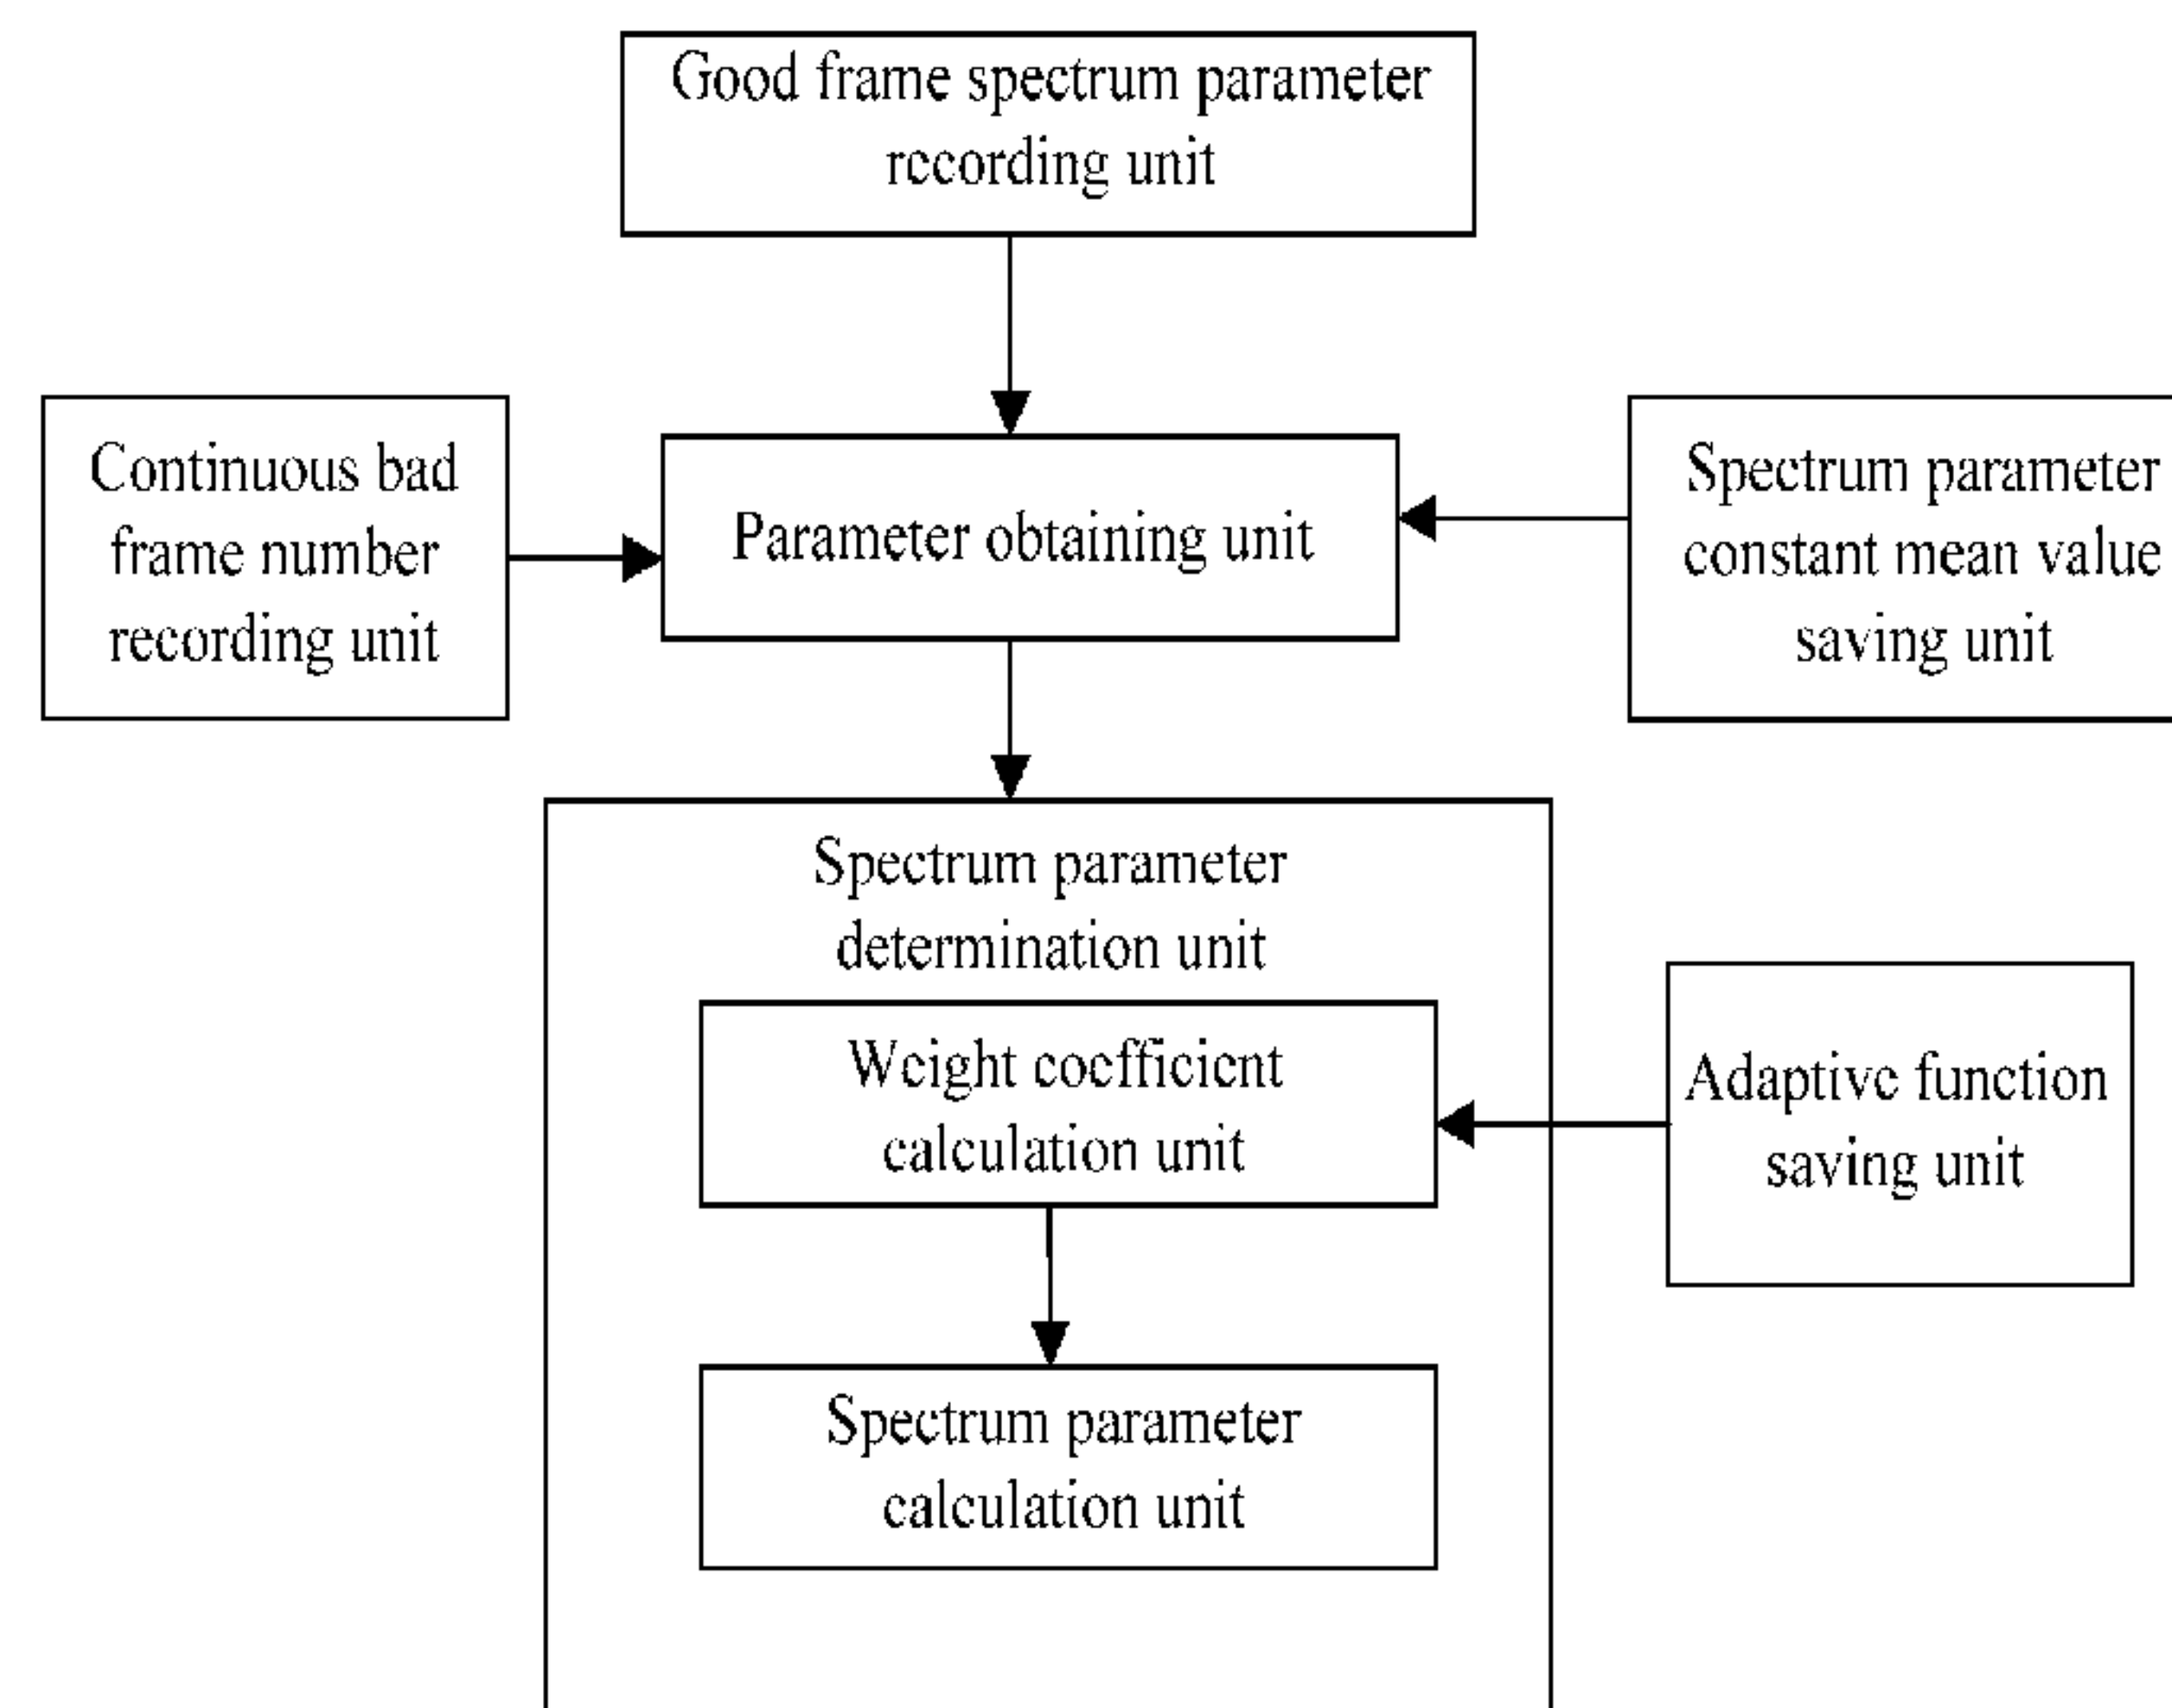 Good frame spectrum parameter
recording unit
Continuous bad
frame number
recording unit
Parameter obtaining unit
Spectrum parameter
constant mean value
saving unit
Spectrum parameter
determination unit
Weight coefficient
calculation unit
Adaptive function
saving unit
Spectrum parameter
calculation unit